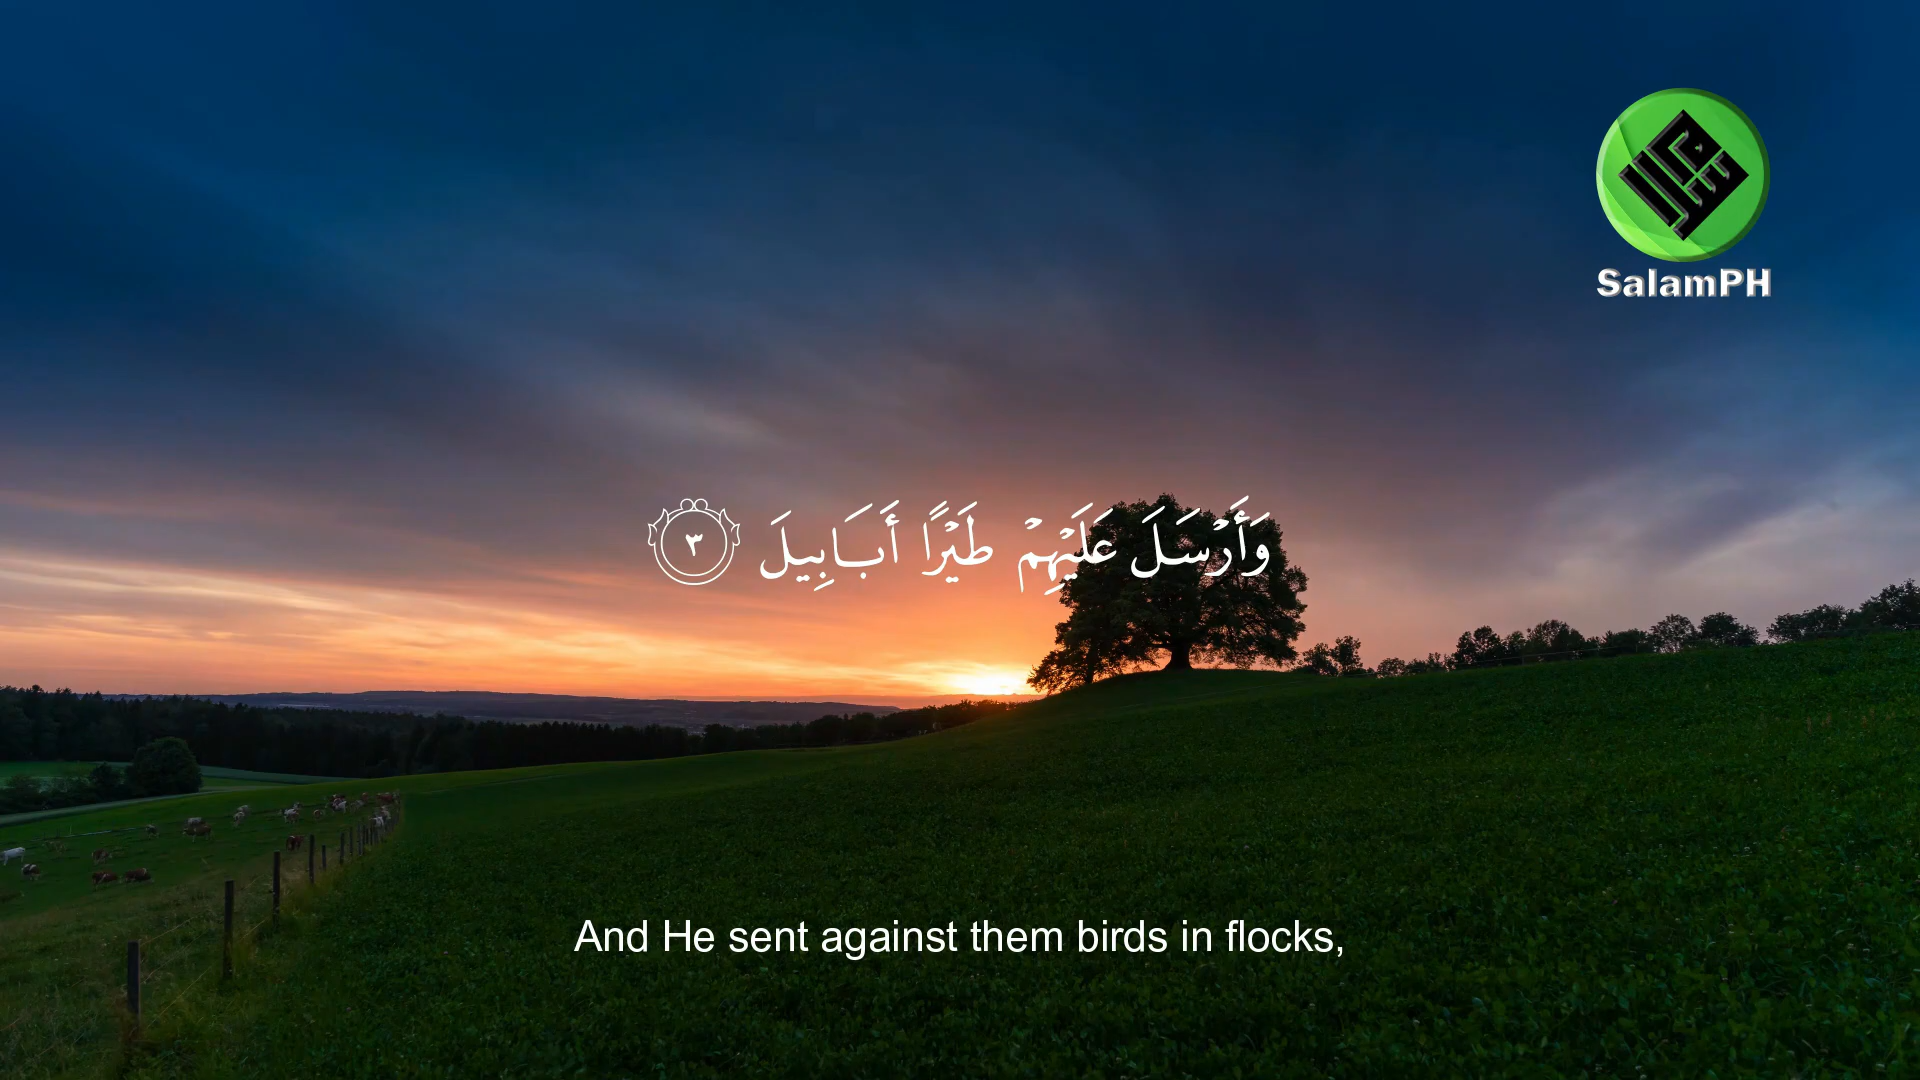 SalamPH
وَأَرْسَلَ عَلَيْهِمْ طَيْرًا أَبَابِيلَ ٣
And He sent against them birds in flocks,